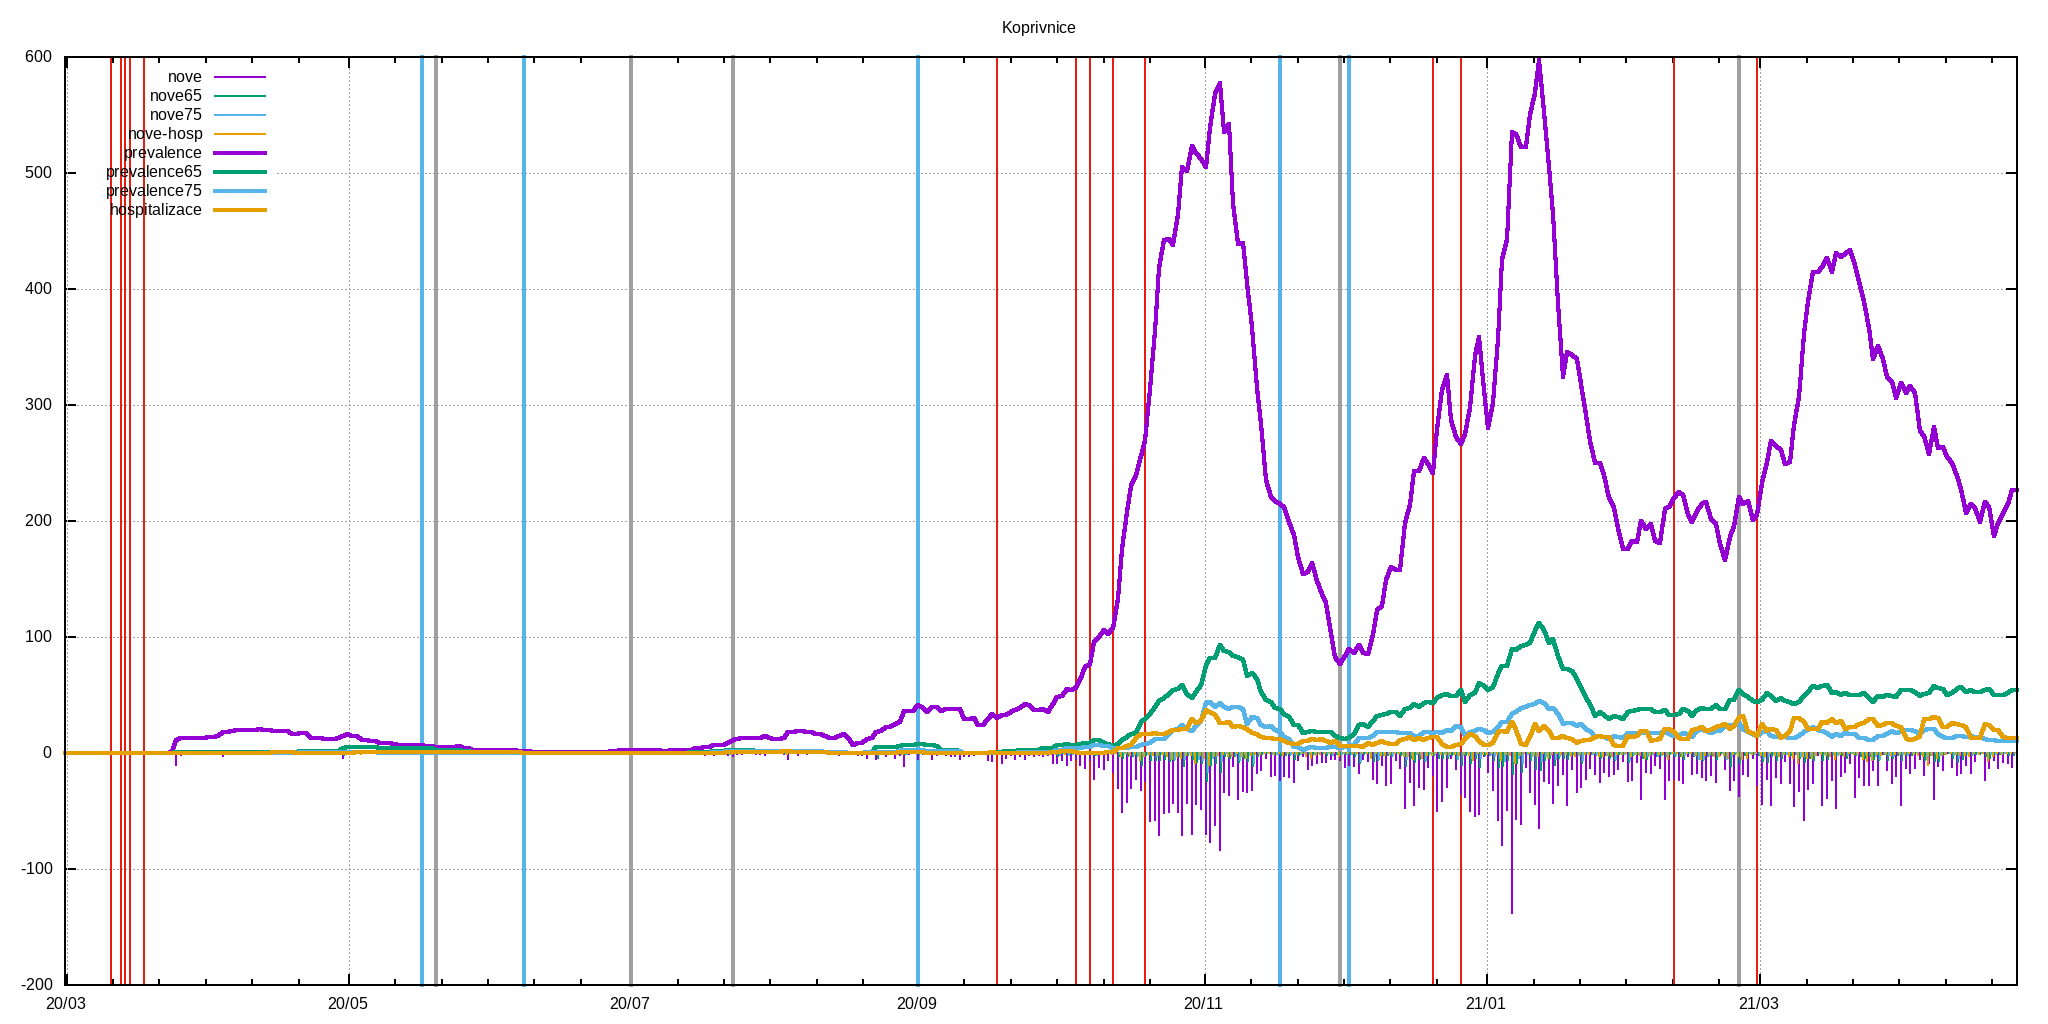 Koprivnice
600
nove
nove65
nove75
nove-hosp
prevalence
prevalence65
prevalence75
hospitalizace
500
400
300
200
100
0
-100
-200
20/03 20/05 20/07 20/09 20/11 21/01 21/03